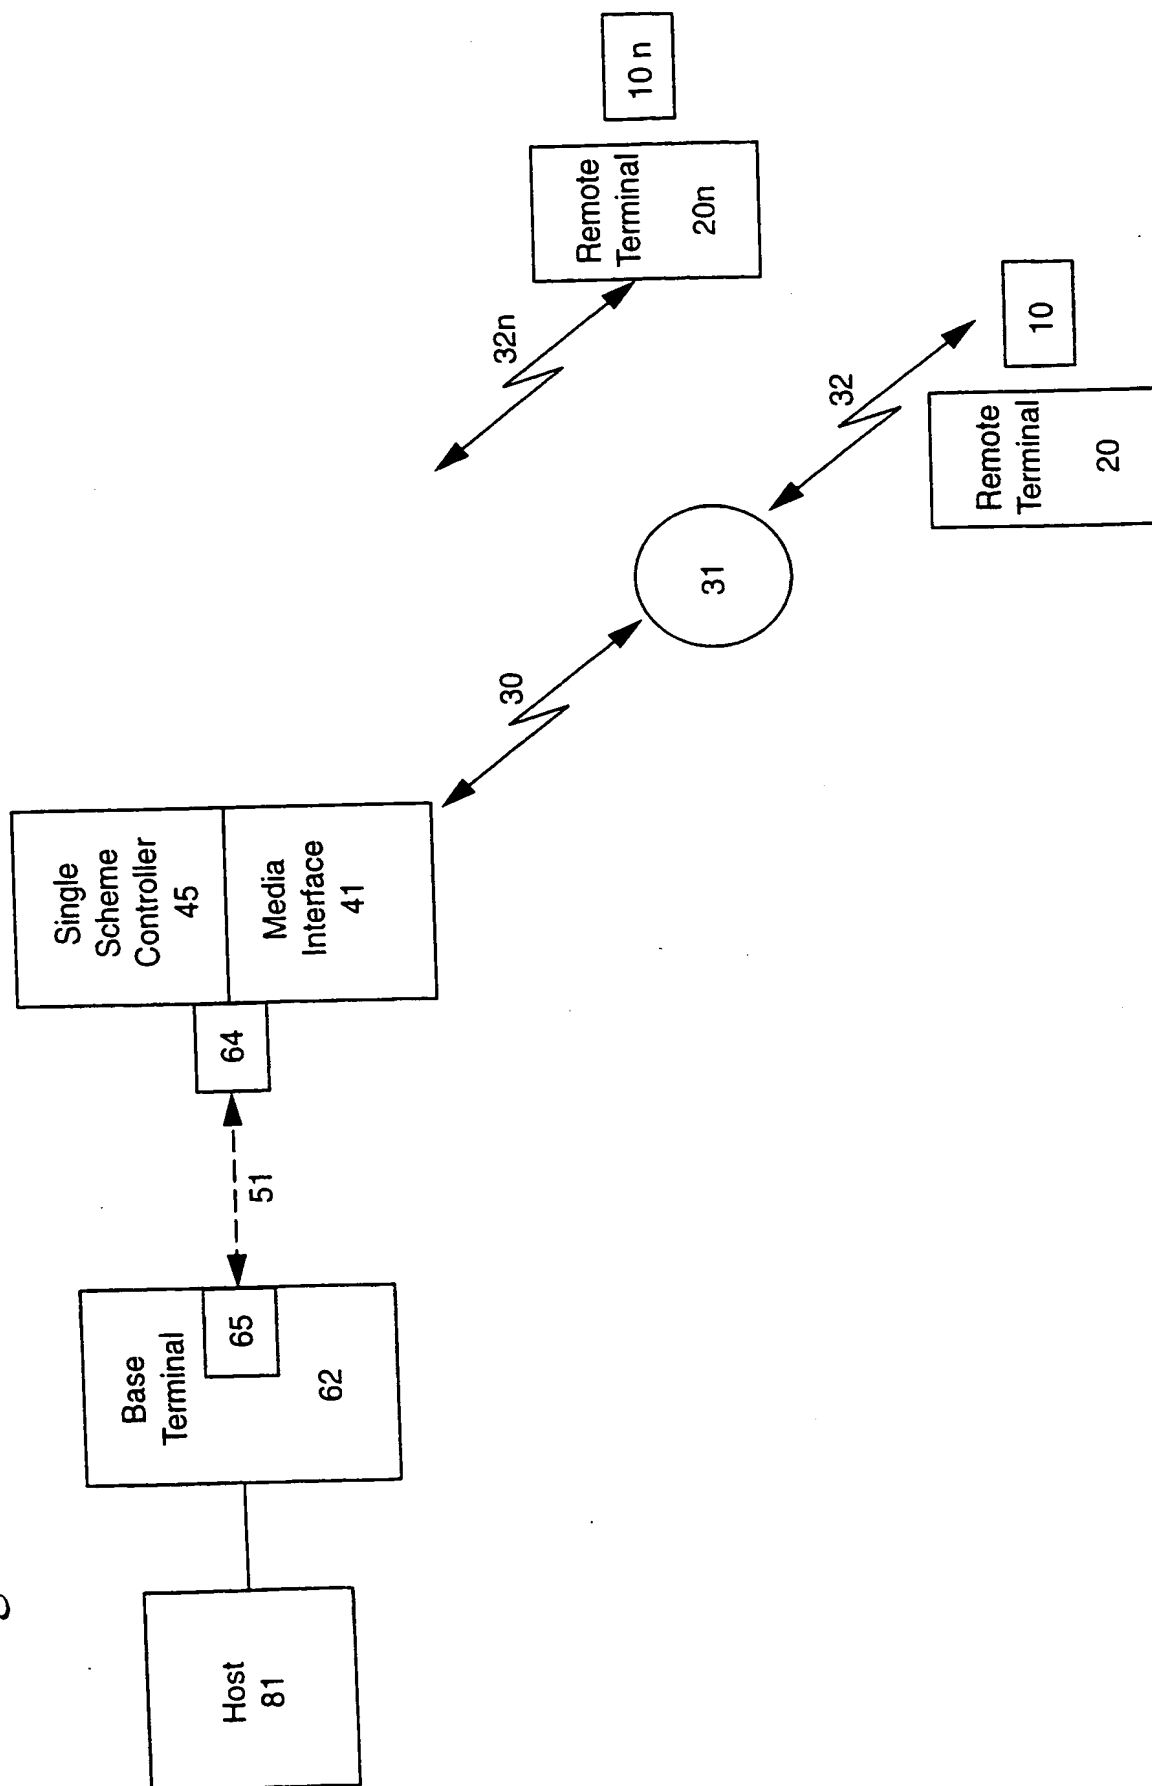 Host
81
Base
Terminal
65
62
51
64
Single
Scheme
Controller
45
Media
Interface
41
30
31
32
32n
Remote
Terminal
20
10
Remote
Terminal
20n
10 n